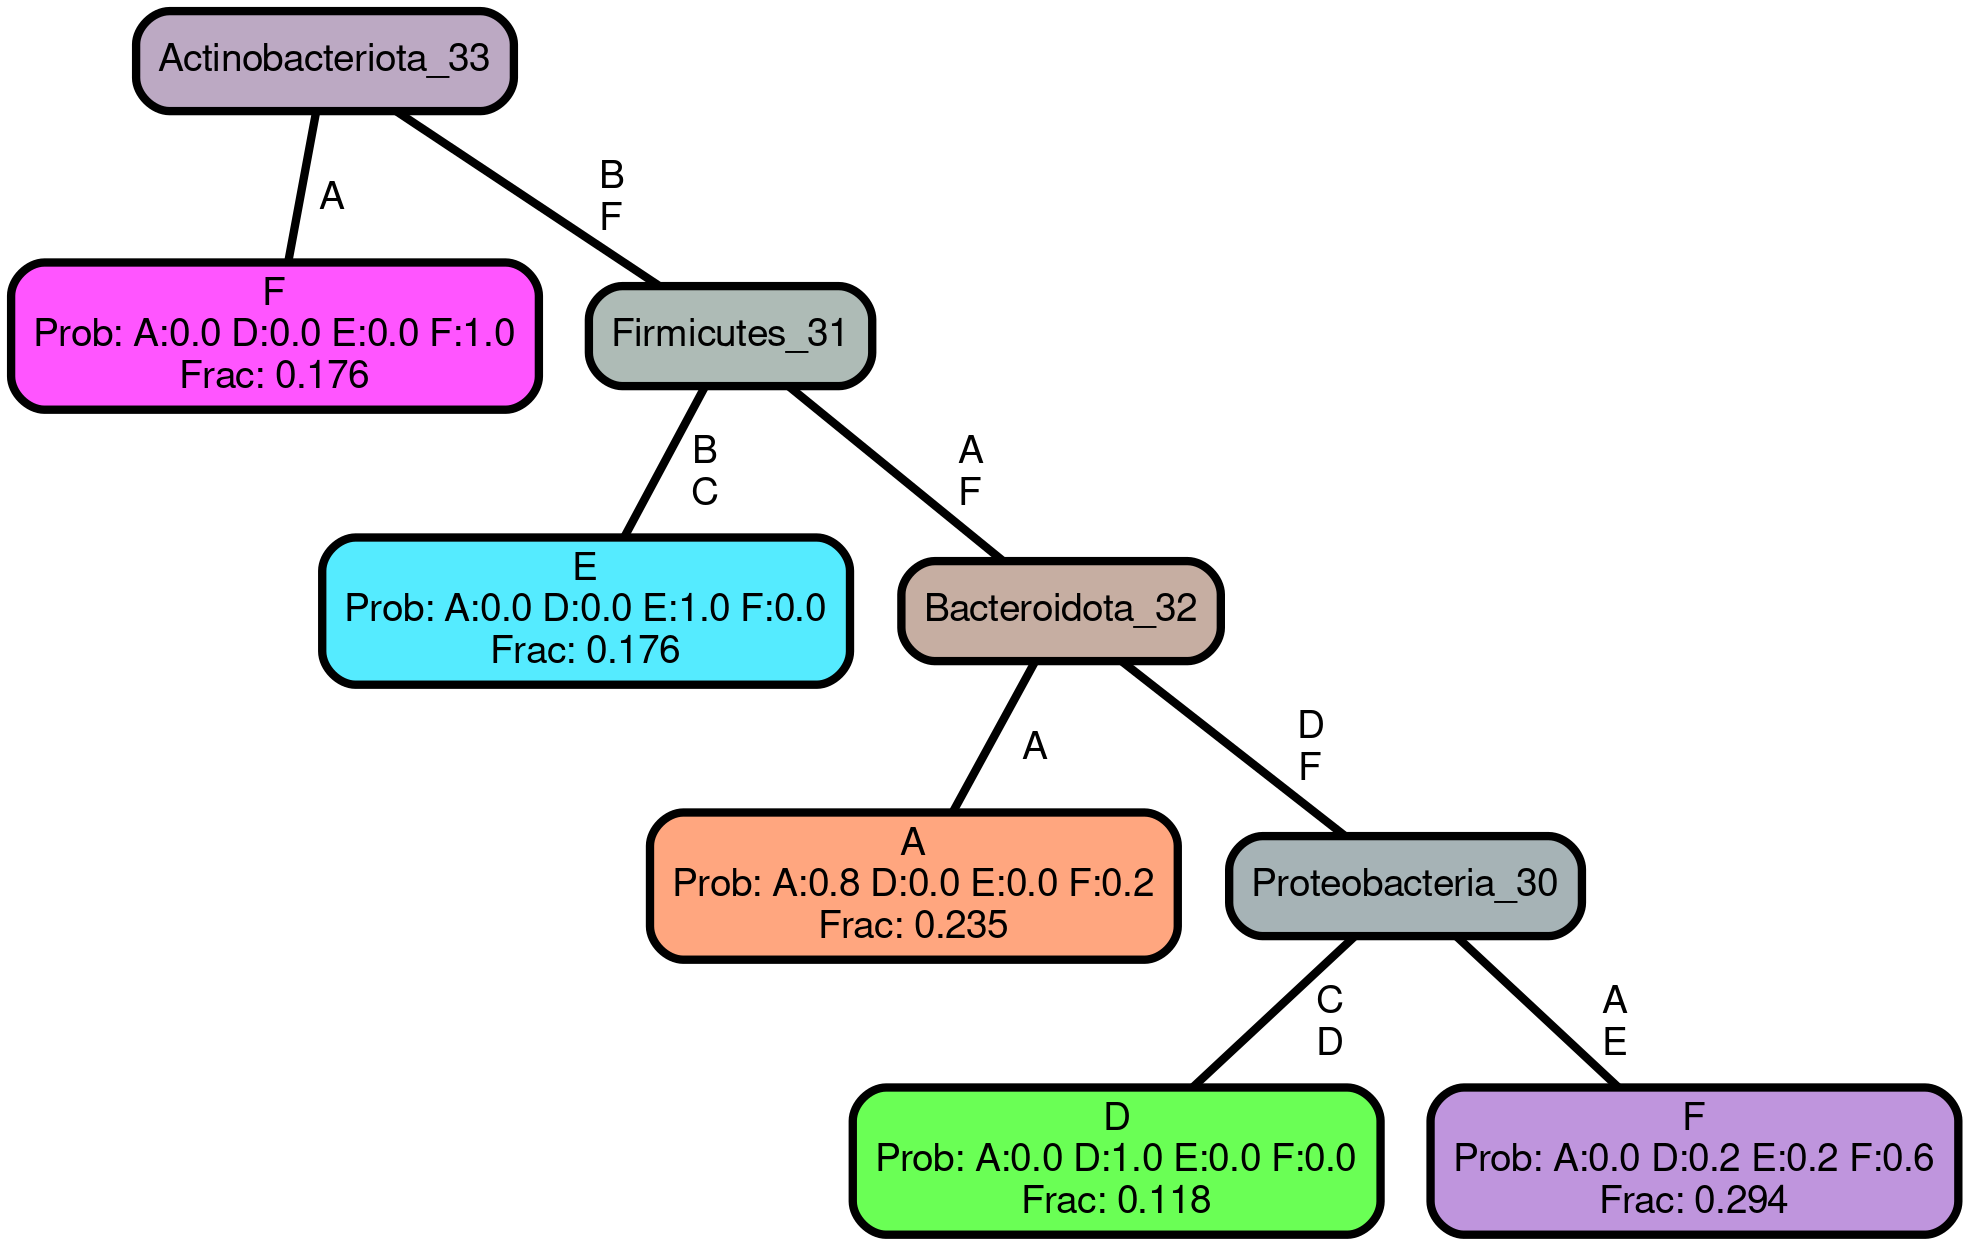 Actinobacteriota_33
A
B
F
F
Prob: A:0.0 D:0.0 E:0.0 F:1.0
Frac: 0.176
Firmicutes_31
B
C
A
F
E
Prob: A:0.0 D:0.0 E:1.0 F:0.0
Frac: 0.176
Bacteroidota_32
A
D
F
A
Prob: A:0.8 D:0.0 E:0.0 F:0.2
Frac: 0.235
Proteobacteria_30
C
D
A
E
D
Prob: A:0.0 D:1.0 E:0.0 F:0.0
Frac: 0.118
F
Prob: A:0.0 D:0.2 E:0.2 F:0.6
Frac: 0.294